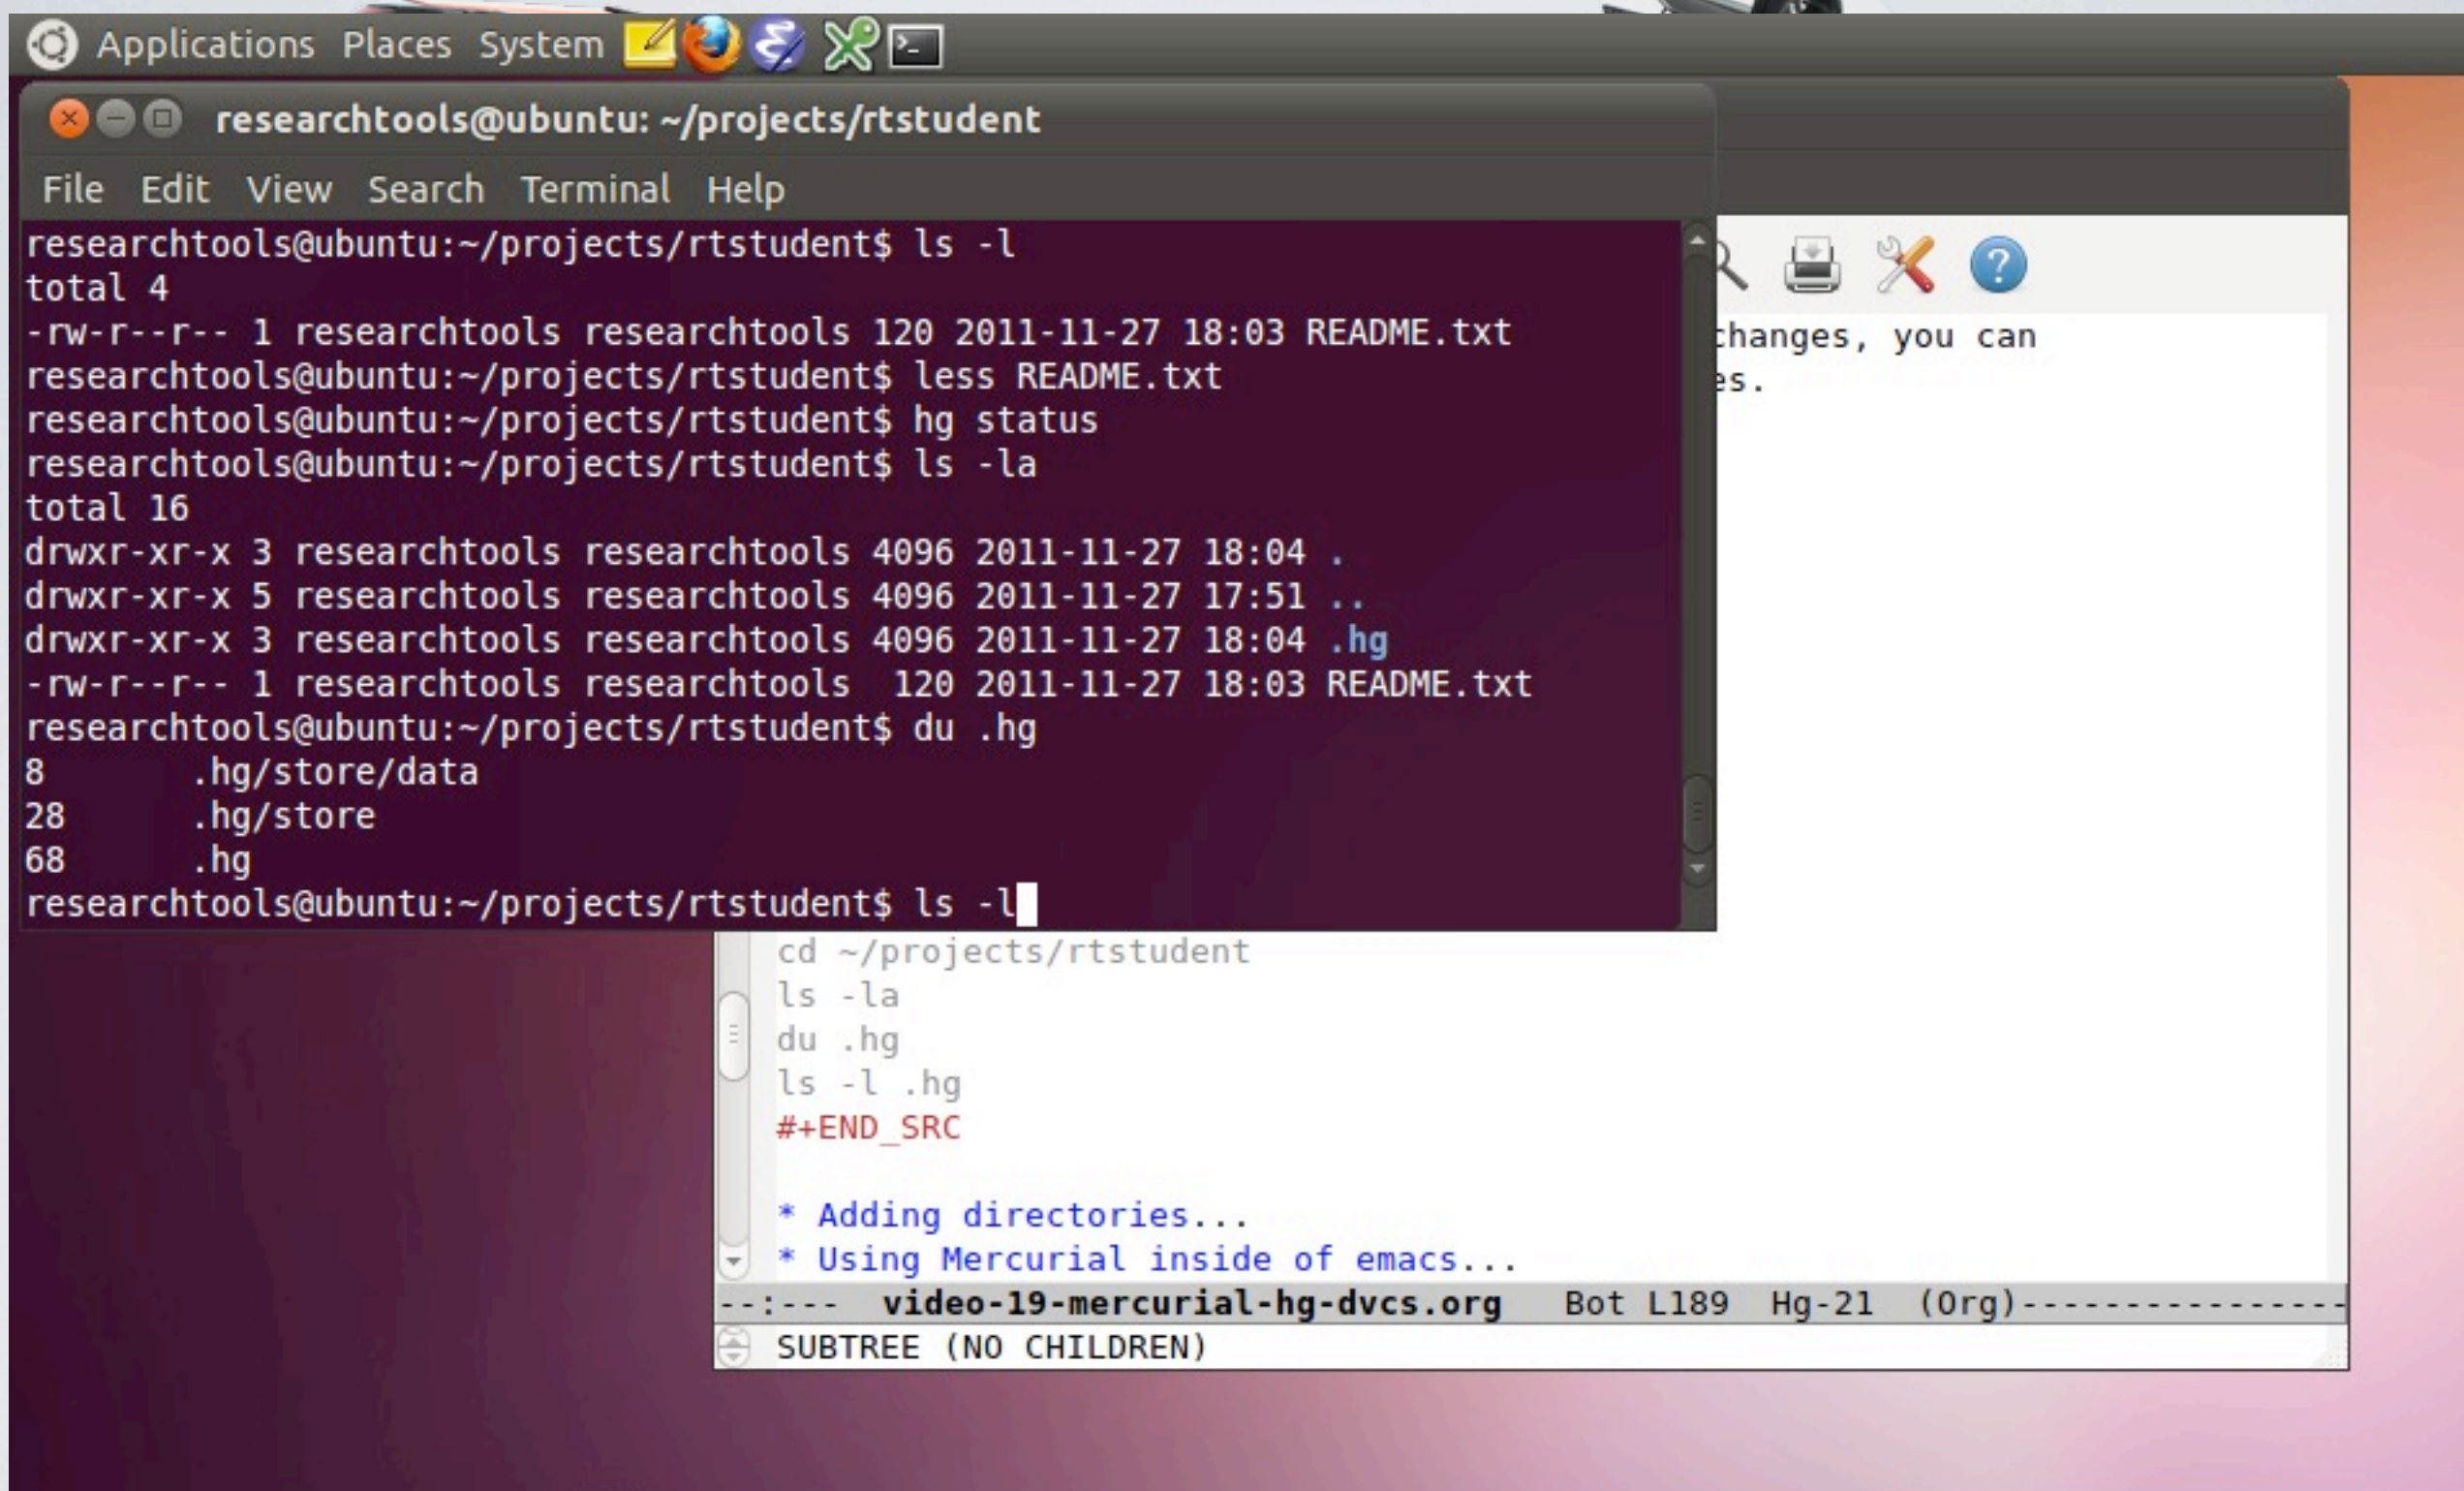 Applications Places System
researchtools@ubuntu: ~/projects/rtstudent
File Edit View Search Terminal Help
researchtools@ubuntu:~/projects/rtstudent$ ls -l
total 4
-rw-r--r-- 1 researchtools researchtools 120 2011-11-27 18:03 README.txt
researchtools@ubuntu:~/projects/rtstudent$ less README.txt
researchtools@ubuntu:~/projects/rtstudent$ hg status
researchtools@ubuntu:~/projects/rtstudent$ ls -la
total 16
drwxr-xr-x 3 researchtools researchtools 4096 2011-11-27 18:04 .
drwxr-xr-x 5 researchtools researchtools 4096 2011-11-27 17:51 ..
drwxr-xr-x 3 researchtools researchtools 4096 2011-11-27 18:04 .hg
-rw-r--r-- 1 researchtools researchtools  120 2011-11-27 18:03 README.txt
researchtools@ubuntu:~/projects/rtstudent$ du .hg
8       .hg/store/data
28      .hg/store
68      .hg
researchtools@ubuntu:~/projects/rtstudent$ ls -l
changes, you can
es.
cd ~/projects/rtstudent
ls -la
du .hg
ls -l .hg
#+END_SRC
* Adding directories...
* Using Mercurial inside of emacs...
--:---  video-19-mercurial-hg-dvcs.org   Bot L189  Hg-21  (Org)----------------
SUBTREE (NO CHILDREN)